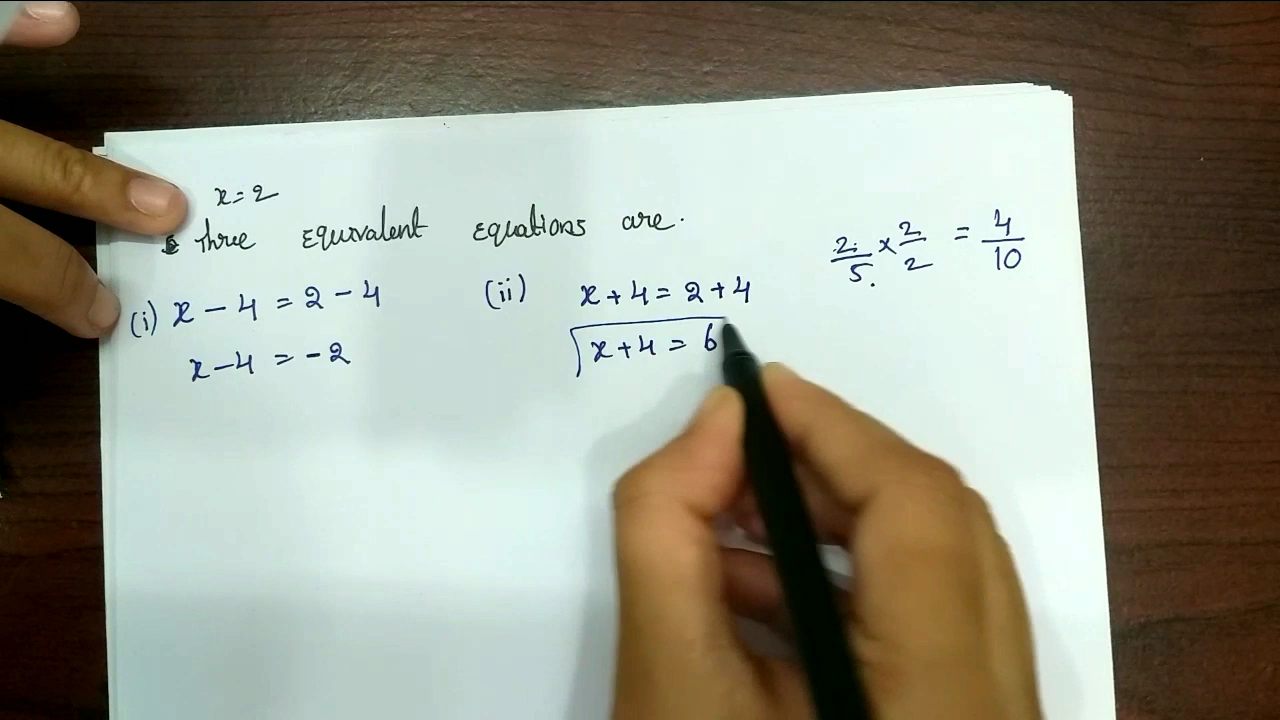 x = 2
Three equivalent equations are.
(i) x - 4 = 2 - 4
x - 4 = - 2
(ii) x + 4 = 2 + 4
x + 4 = 6
2/5 × 2/2 = 4/10